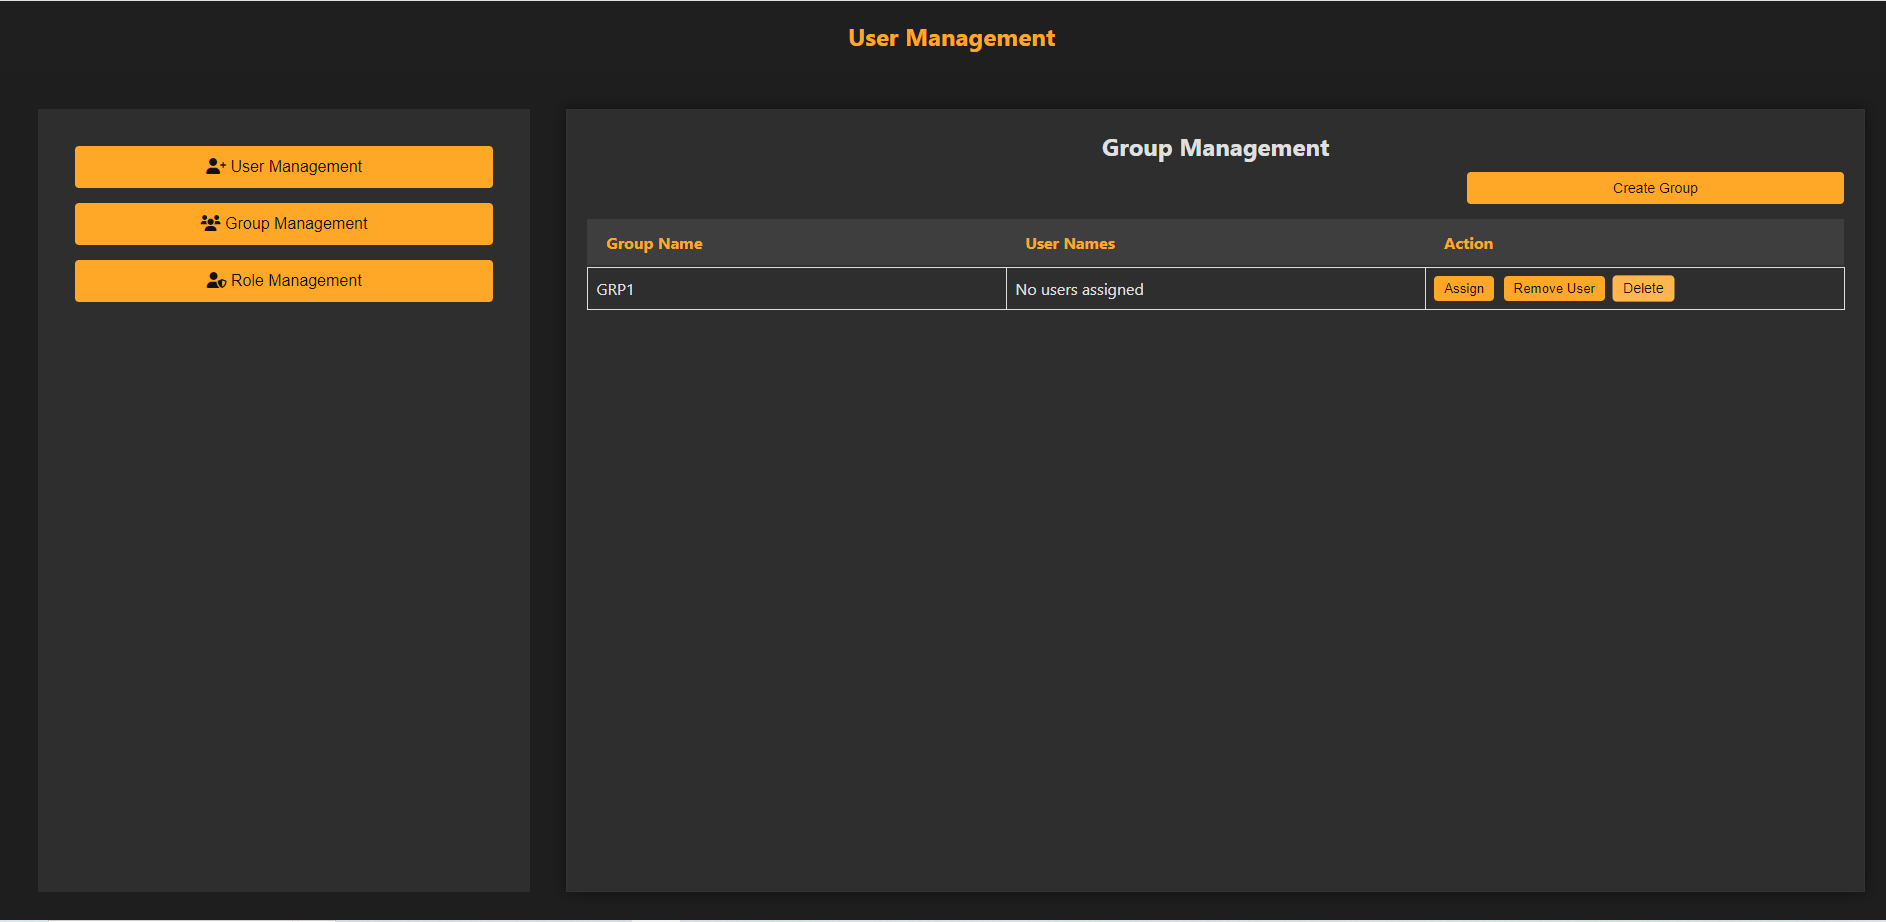 User Management
User Management
Group Management
Role Management
Group Management
Create Group
Group Name User Names Action
GRP1 No users assigned Assign Remove User Delete